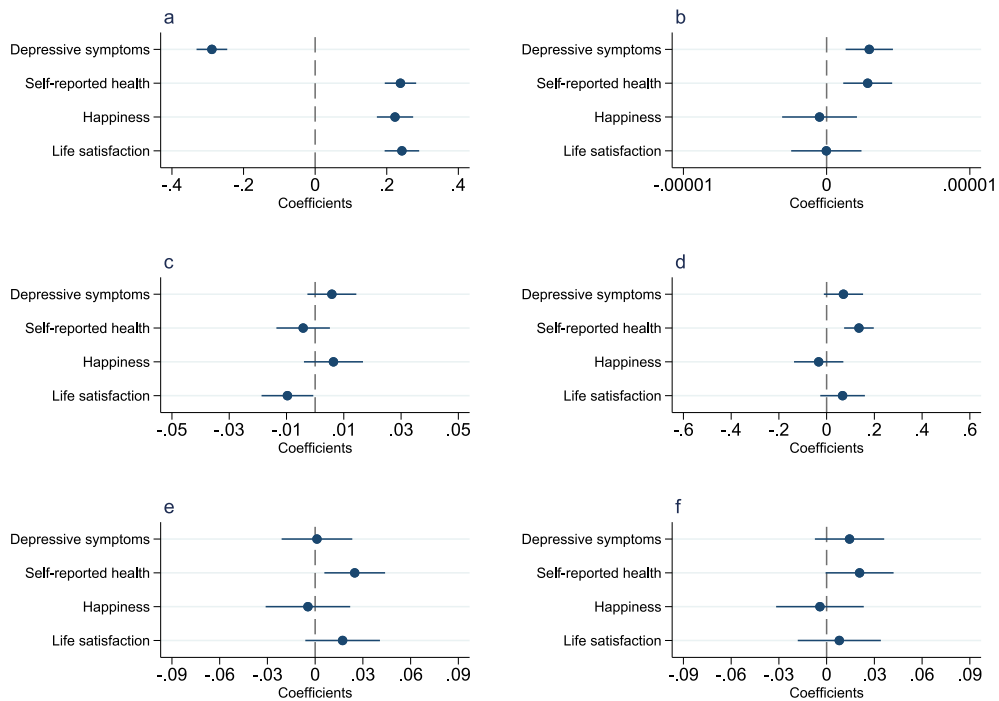 a
Depressive symptoms
Self-reported health
Happiness
Life satisfaction
-.4 -.2 0 .2 .4
Coefficients
b
Depressive symptoms
Self-reported health
Happiness
Life satisfaction
-.00001 0 .00001
Coefficients
c
Depressive symptoms
Self-reported health
Happiness
Life satisfaction
-.05 -.03 -.01 .01 .03 .05
Coefficients
d
Depressive symptoms
Self-reported health
Happiness
Life satisfaction
-.6 -.4 -.2 0 .2 .4 .6
Coefficients
e
Depressive symptoms
Self-reported health
Happiness
Life satisfaction
-.09 -.06 -.03 0 .03 .06 .09
Coefficients
f
Depressive symptoms
Self-reported health
Happiness
Life satisfaction
-.09 -.06 -.03 0 .03 .06 .09
Coefficients